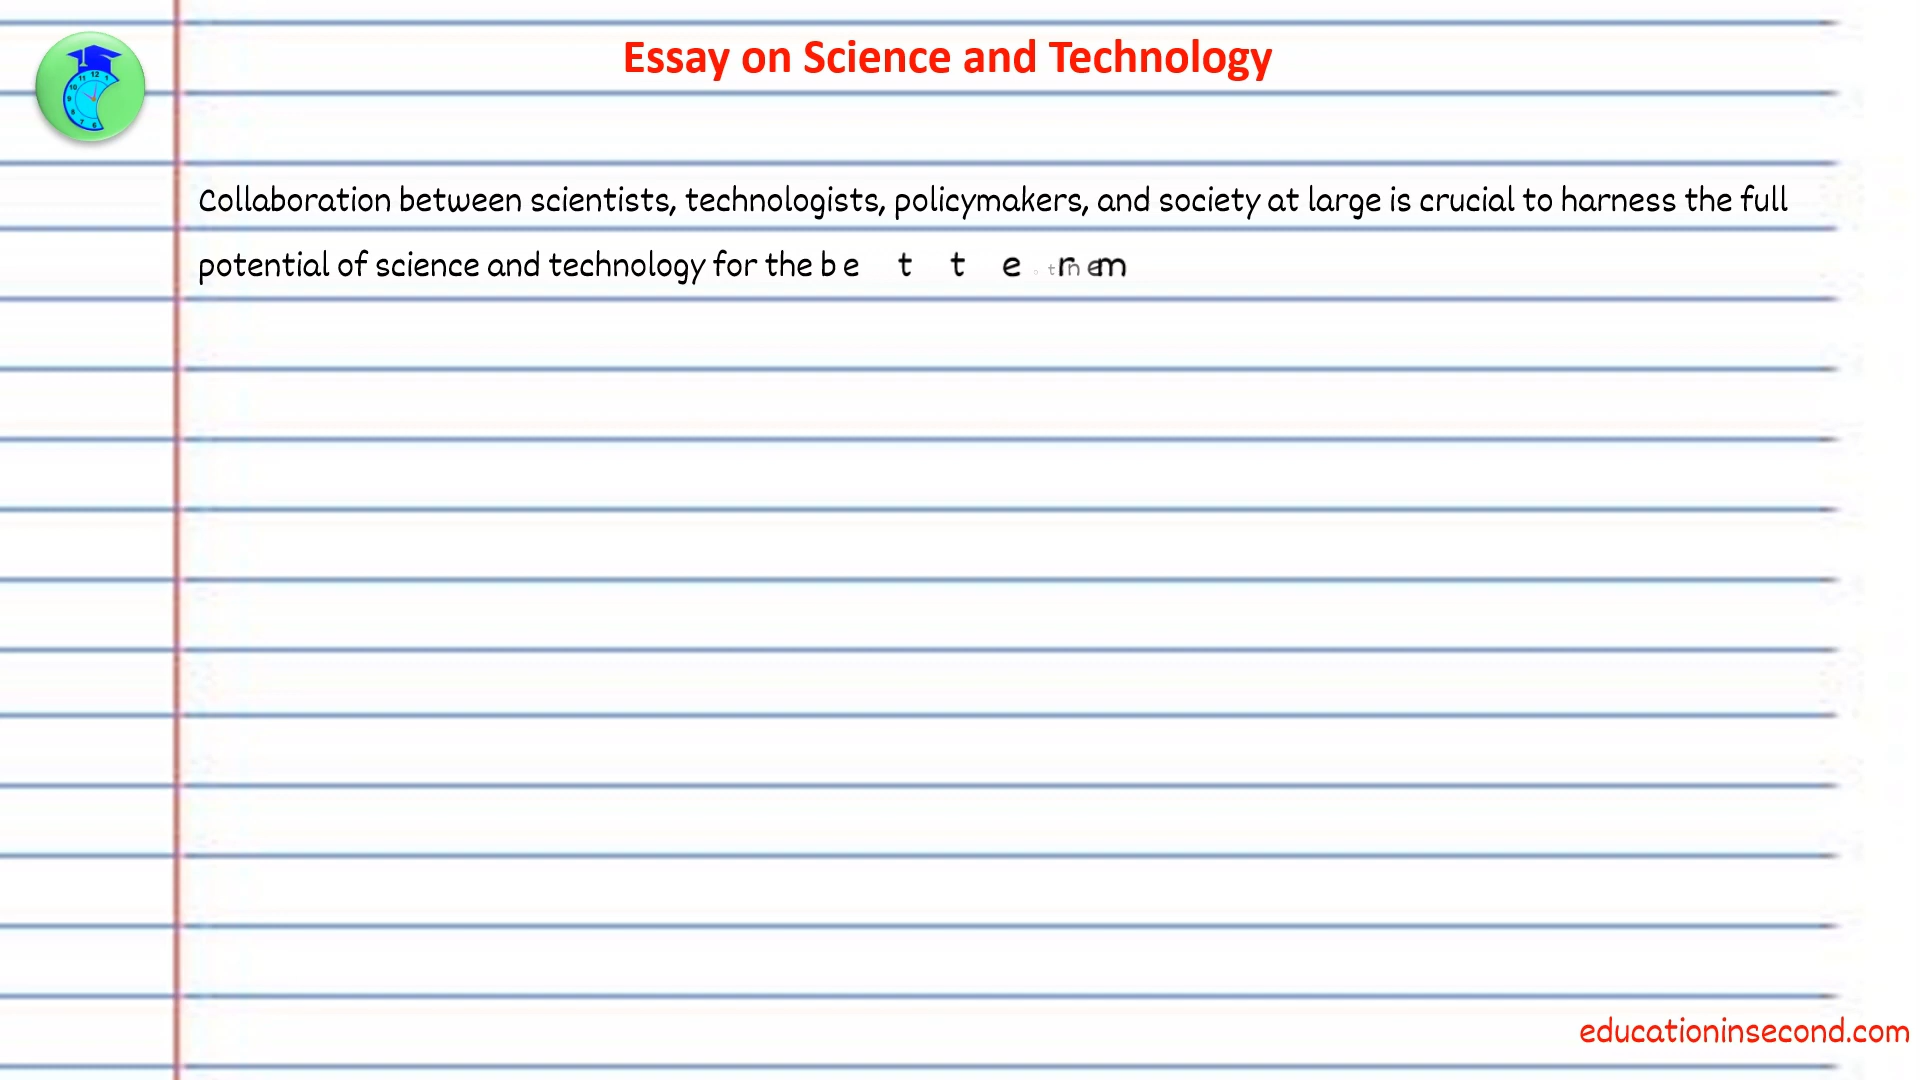 Essay on Science and Technology
Collaboration between scientists, technologists, policymakers, and society at large is crucial to harness the full
potential of science and technology for the
educationinsecond.com